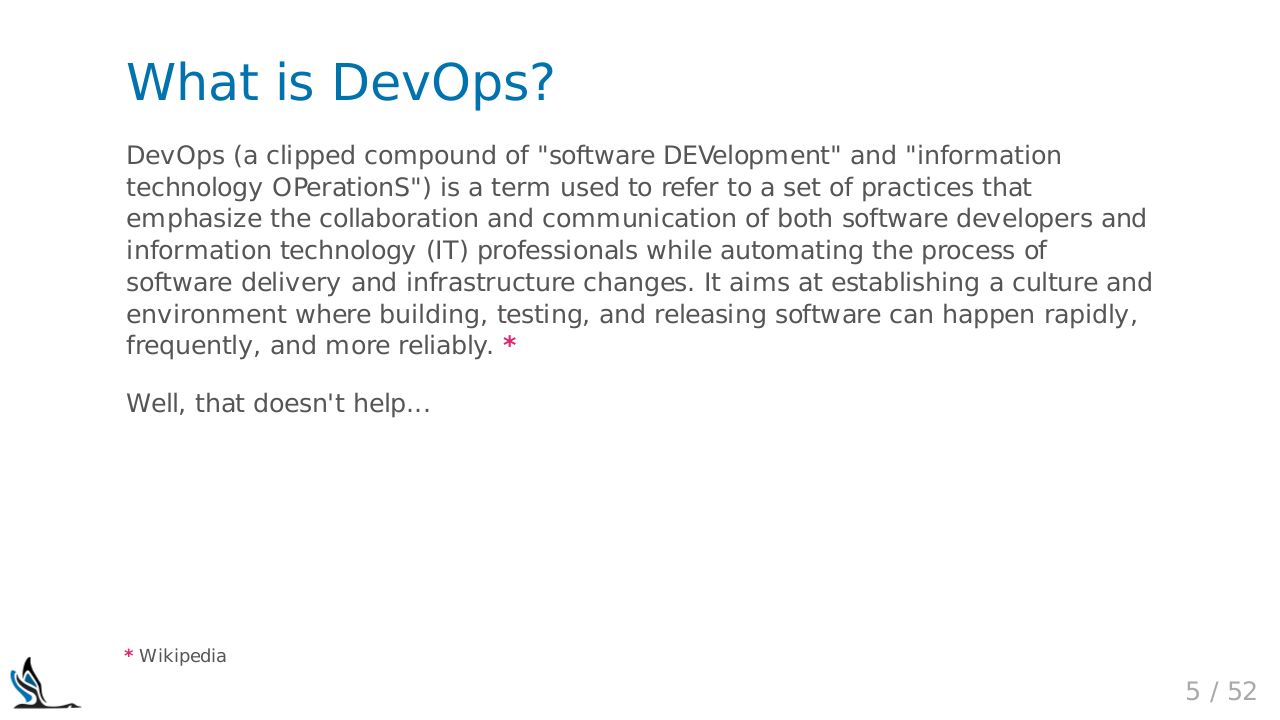 What is DevOps?
DevOps (a clipped compound of "software DEVelopment" and "information
technology OPerationS") is a term used to refer to a set of practices that
emphasize the collaboration and communication of both software developers and
information technology (IT) professionals while automating the process of
software delivery and infrastructure changes. It aims at establishing a culture and
environment where building, testing, and releasing software can happen rapidly,
frequently, and more reliably. *
Well, that doesn't help...
* Wikipedia
5 / 52